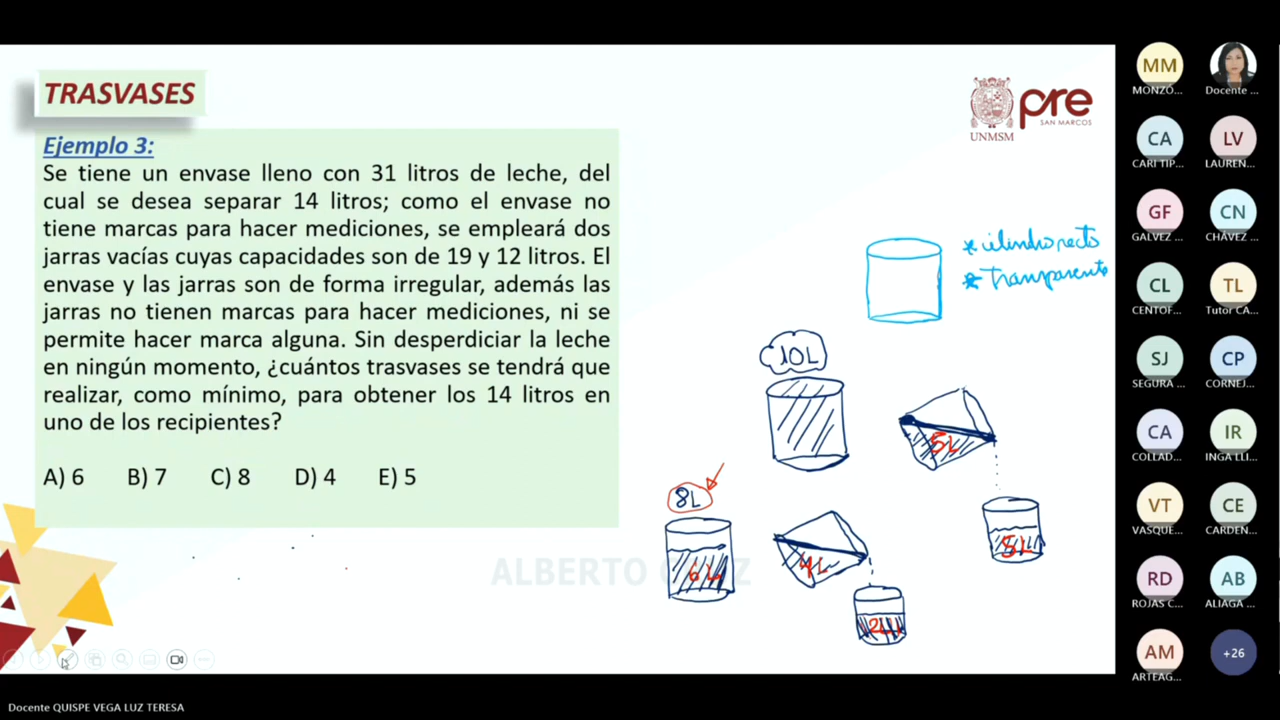 TRASVASES
Ejemplo 3:
Se tiene un envase lleno con 31 litros de leche, del
cual se desea separar 14 litros; como el envase no
tiene marcas para hacer mediciones, se empleará dos
jarras vacías cuyas capacidades son de 19 y 12 litros. El
envase y las jarras son de forma irregular, además las
jarras no tienen marcas para hacer mediciones, ni se
permite hacer marca alguna. Sin desperdiciar la leche
en ningún momento, ¿cuántos trasvases se tendrá que
realizar, como mínimo, para obtener los 14 litros en
uno de los recipientes?
A) 6 B) 7 C) 8 D) 4 E) 5
UNMSM
pre
SAN MARCOS
* cilindro recto
* Transparente
10L
5L
8L
5L
6L
4L
2L
ALBERTO
MM
MONZÓ...
Docente ...
CA
CARI TIP...
LV
LAUREN...
GF
GALVEZ ...
CN
CHÁVEZ ...
CL
CENTOF...
TL
Tutor CA...
SJ
SEGURA ...
CP
CORNEJ...
CA
COLLAD...
IR
INGA LLI...
VT
VASQUE...
CE
CARDEN...
RD
ROJAS C...
AB
ALIAGA ...
AM
ARTEAG...
+26
Docente QUISPE VEGA LUZ TERESA